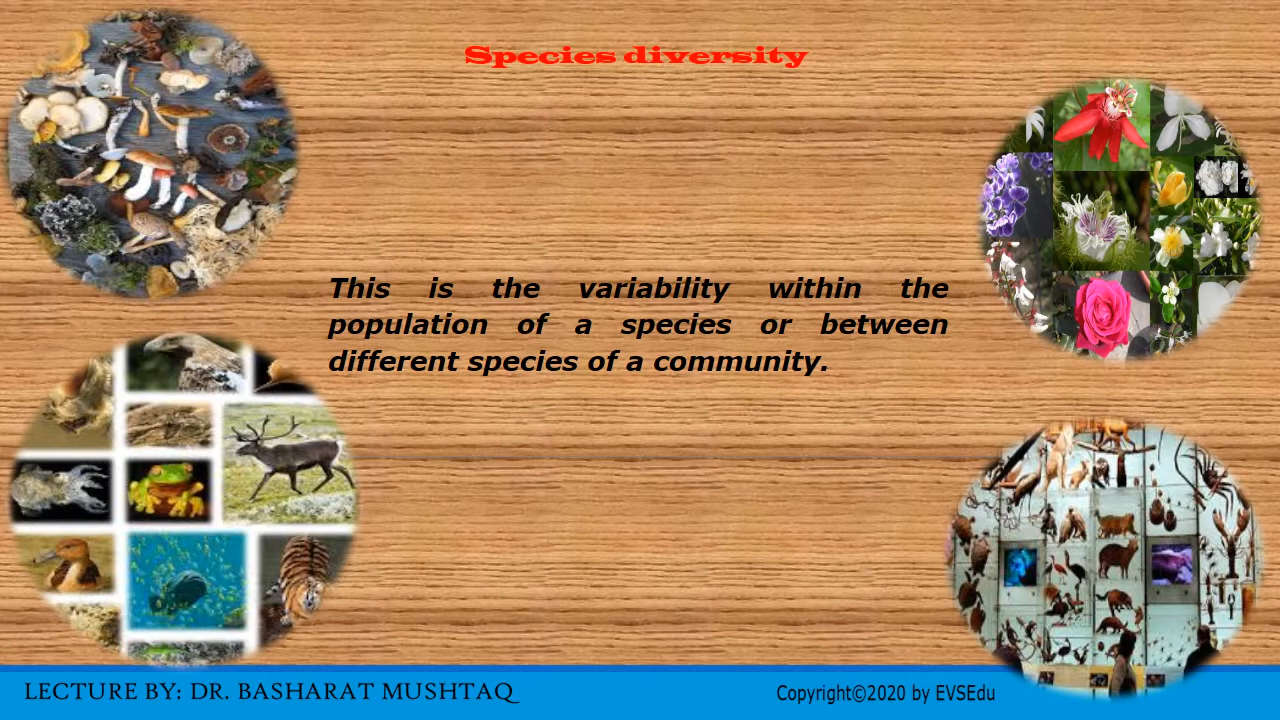 Species diversity
This is the variability within the
population of a species or between
different species of a community.
LECTURE BY: DR. BASHARAT MUSHTAQ
Copyright©2020 by EVSEdu